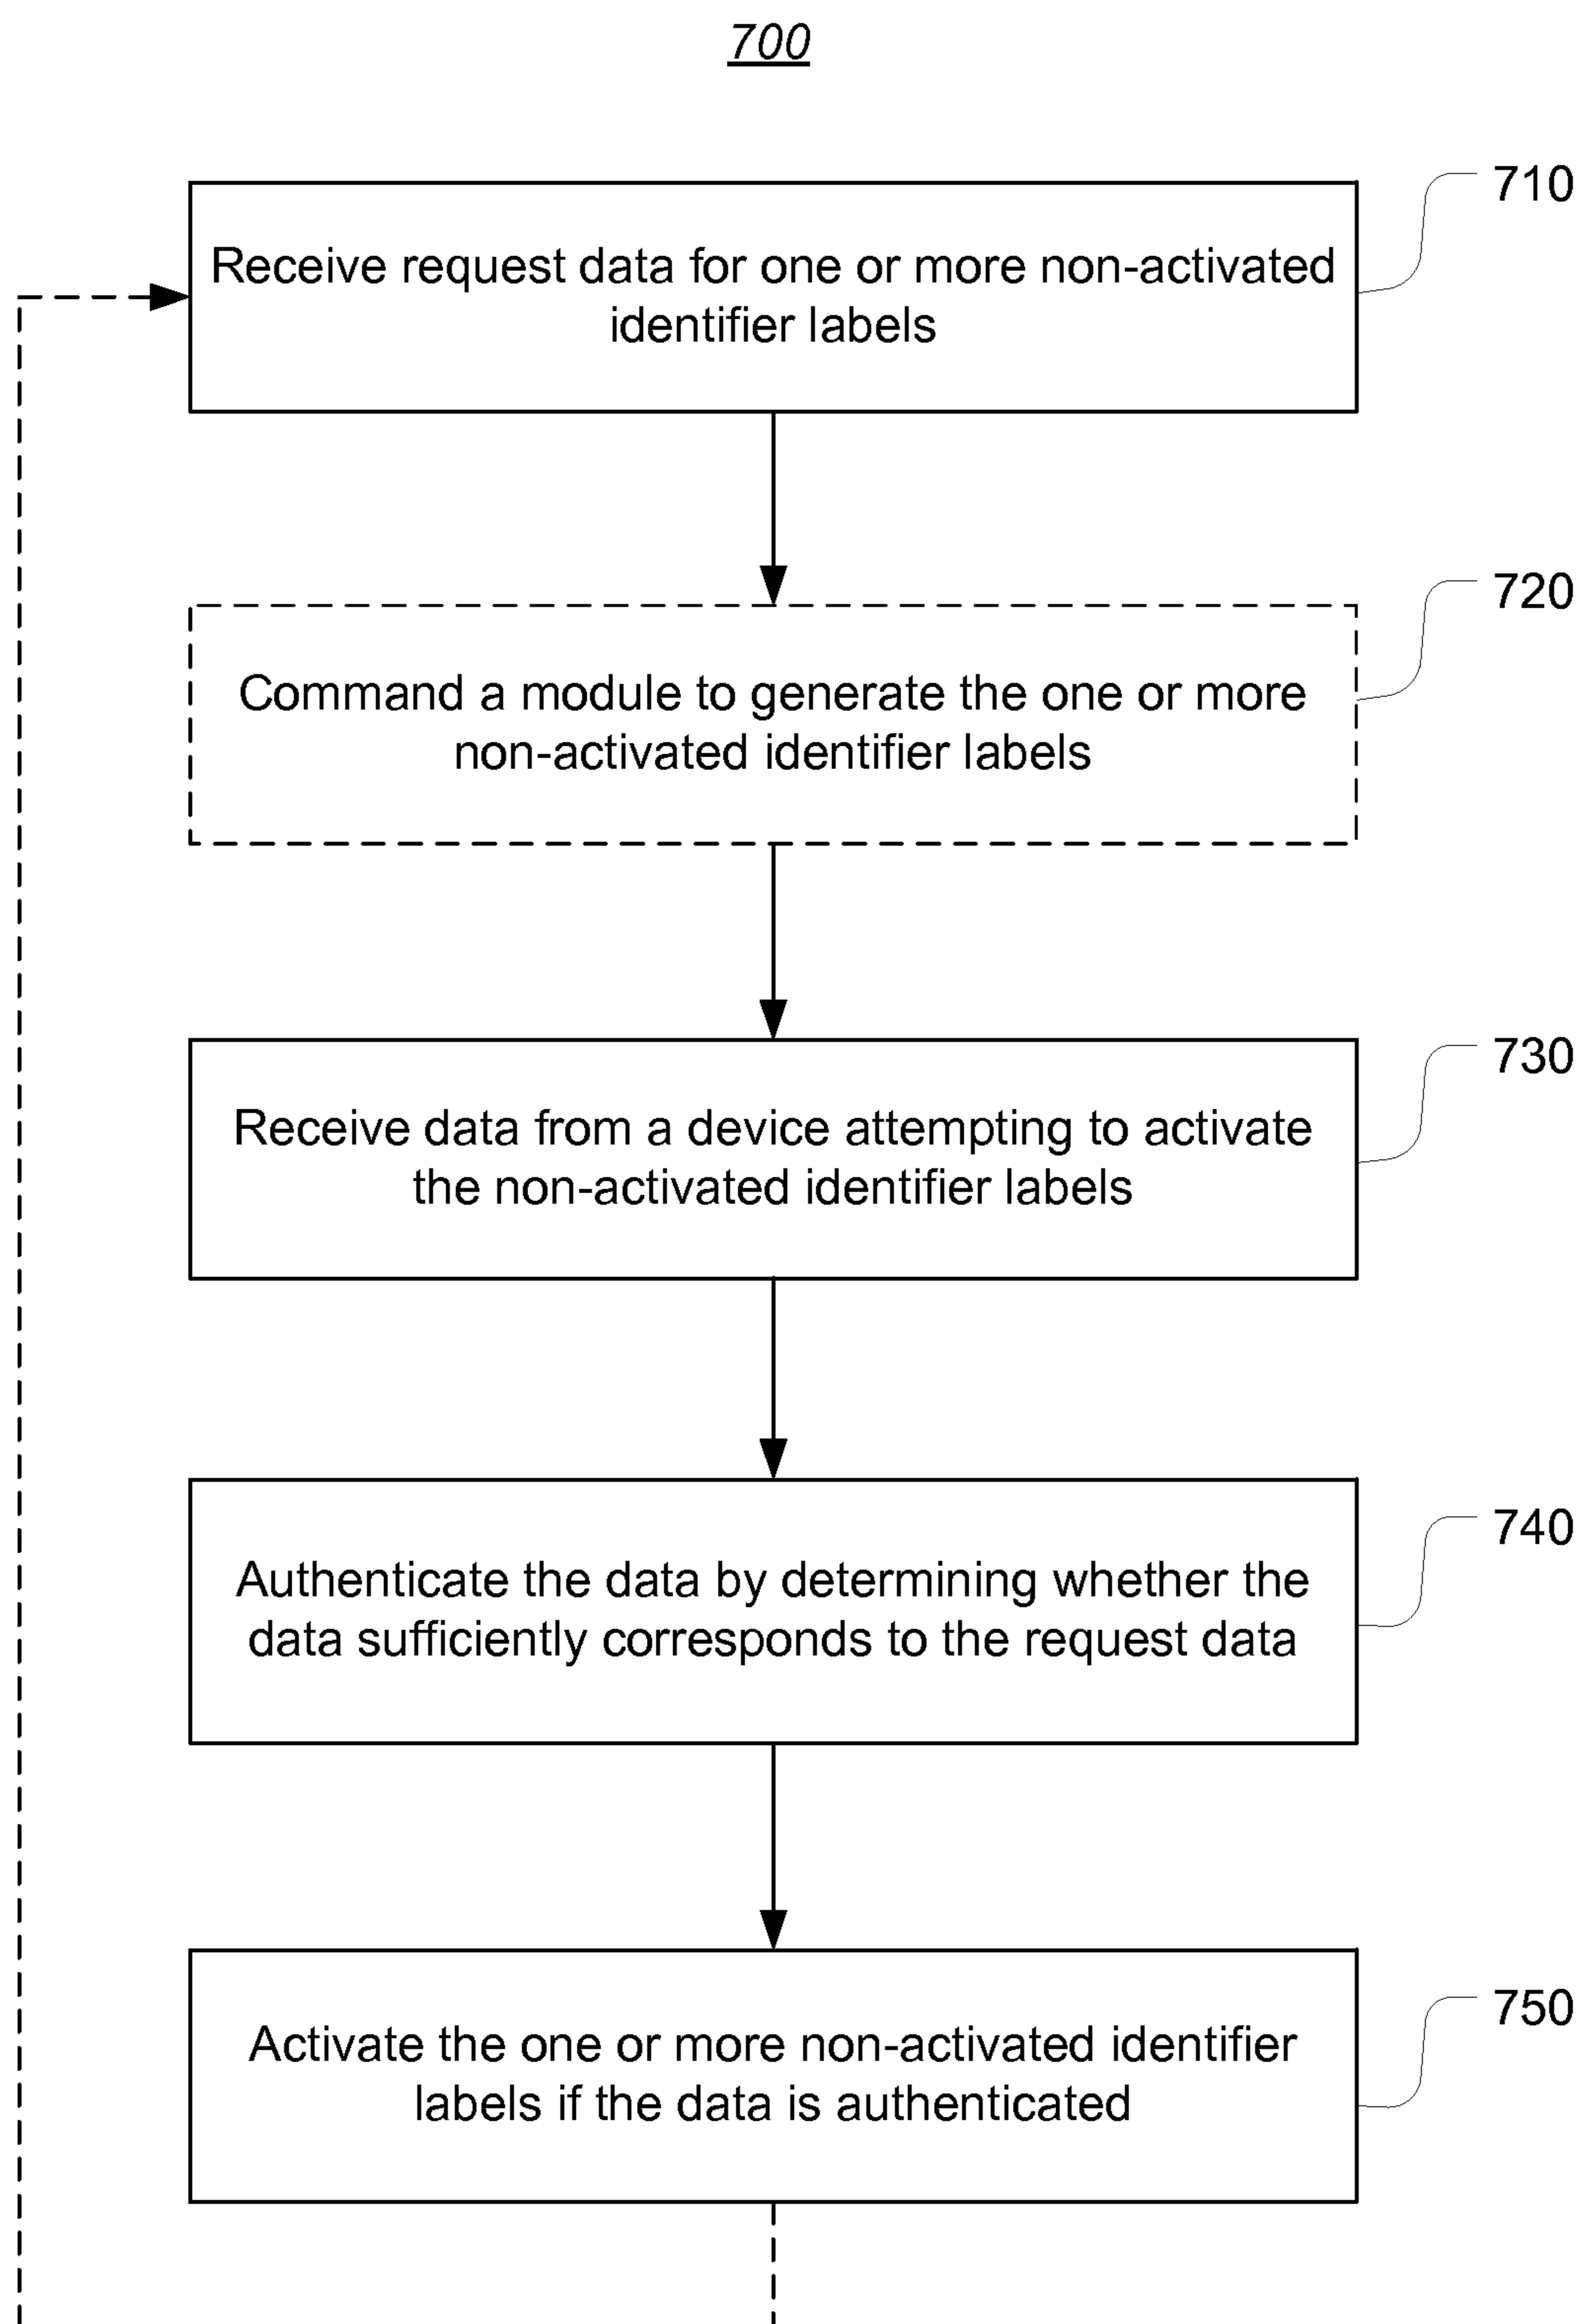 700
710
Receive request data for one or more non-activated
identifier labels
720
Command a module to generate the one or more
non-activated identifier labels
730
Receive data from a device attempting to activate
the non-activated identifier labels
740
Authenticate the data by determining whether the
data sufficiently corresponds to the request data
750
Activate the one or more non-activated identifier
labels if the data is authenticated